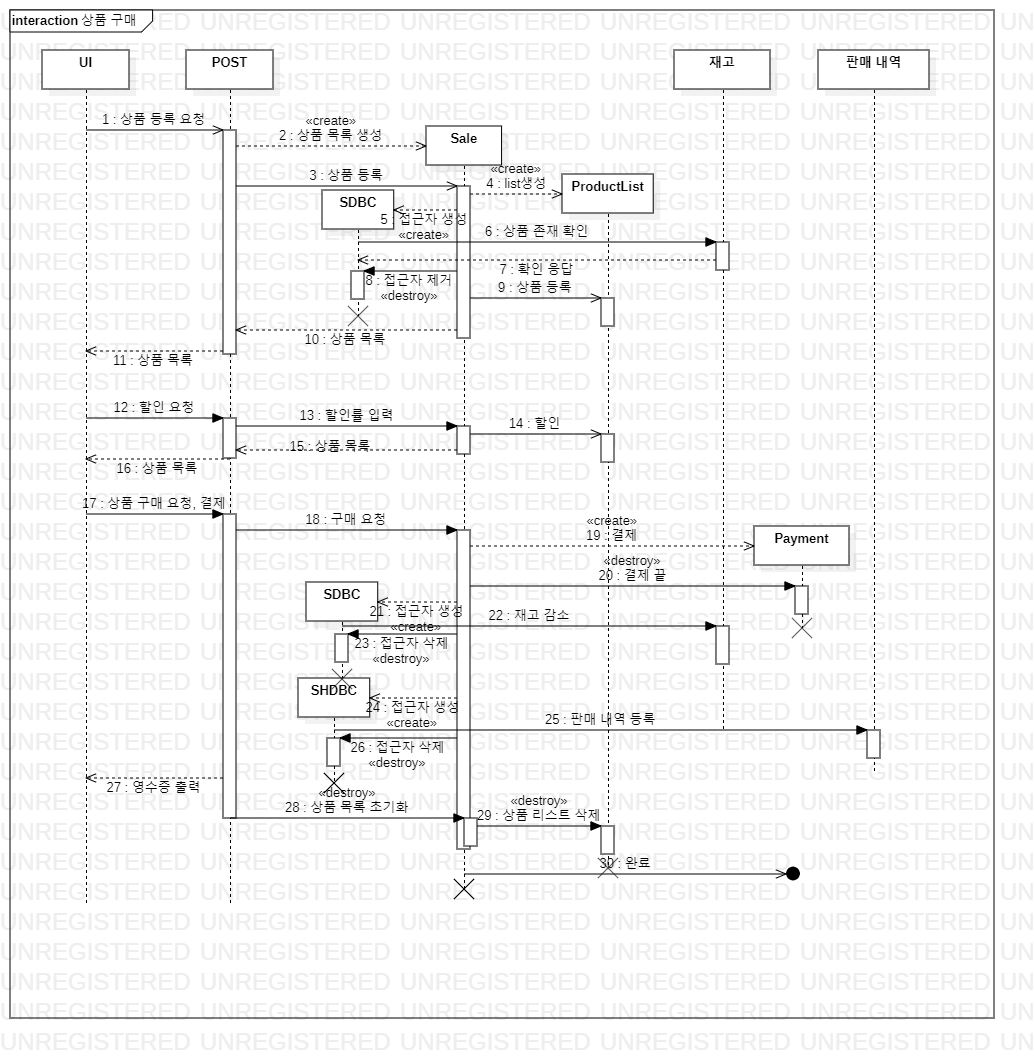 interaction 상품 구매
UI
POST
재고
판매 내역
1 : 상품 등록 요청
«create»
2 : 상품 목록 생성
Sale
3 : 상품 등록
«create»
4 : list생성
ProductList
SDBC
5 : 접근자 생성
«create»
6 : 상품 존재 확인
7 : 확인 응답
8 : 접근자 제거
«destroy»
9 : 상품 등록
10 : 상품 목록
11 : 상품 목록
12 : 할인 요청
13 : 할인률 입력
14 : 할인
15 : 상품 목록
16 : 상품 목록
17 : 상품 구매 요청, 결제
18 : 구매 요청
«create»
19 : 결제
Payment
«destroy»
20 : 결제 끝
SDBC
21 : 접근자 생성
«create»
22 : 재고 감소
23 : 접근자 삭제
«destroy»
SHDBC
24 : 접근자 생성
«create»
25 : 판매 내역 등록
26 : 접근자 삭제
«destroy»
27 : 영수증 출력
«destroy»
28 : 상품 목록 초기화
«destroy»
29 : 상품 리스트 삭제
30 : 완료
UNREGISTERED